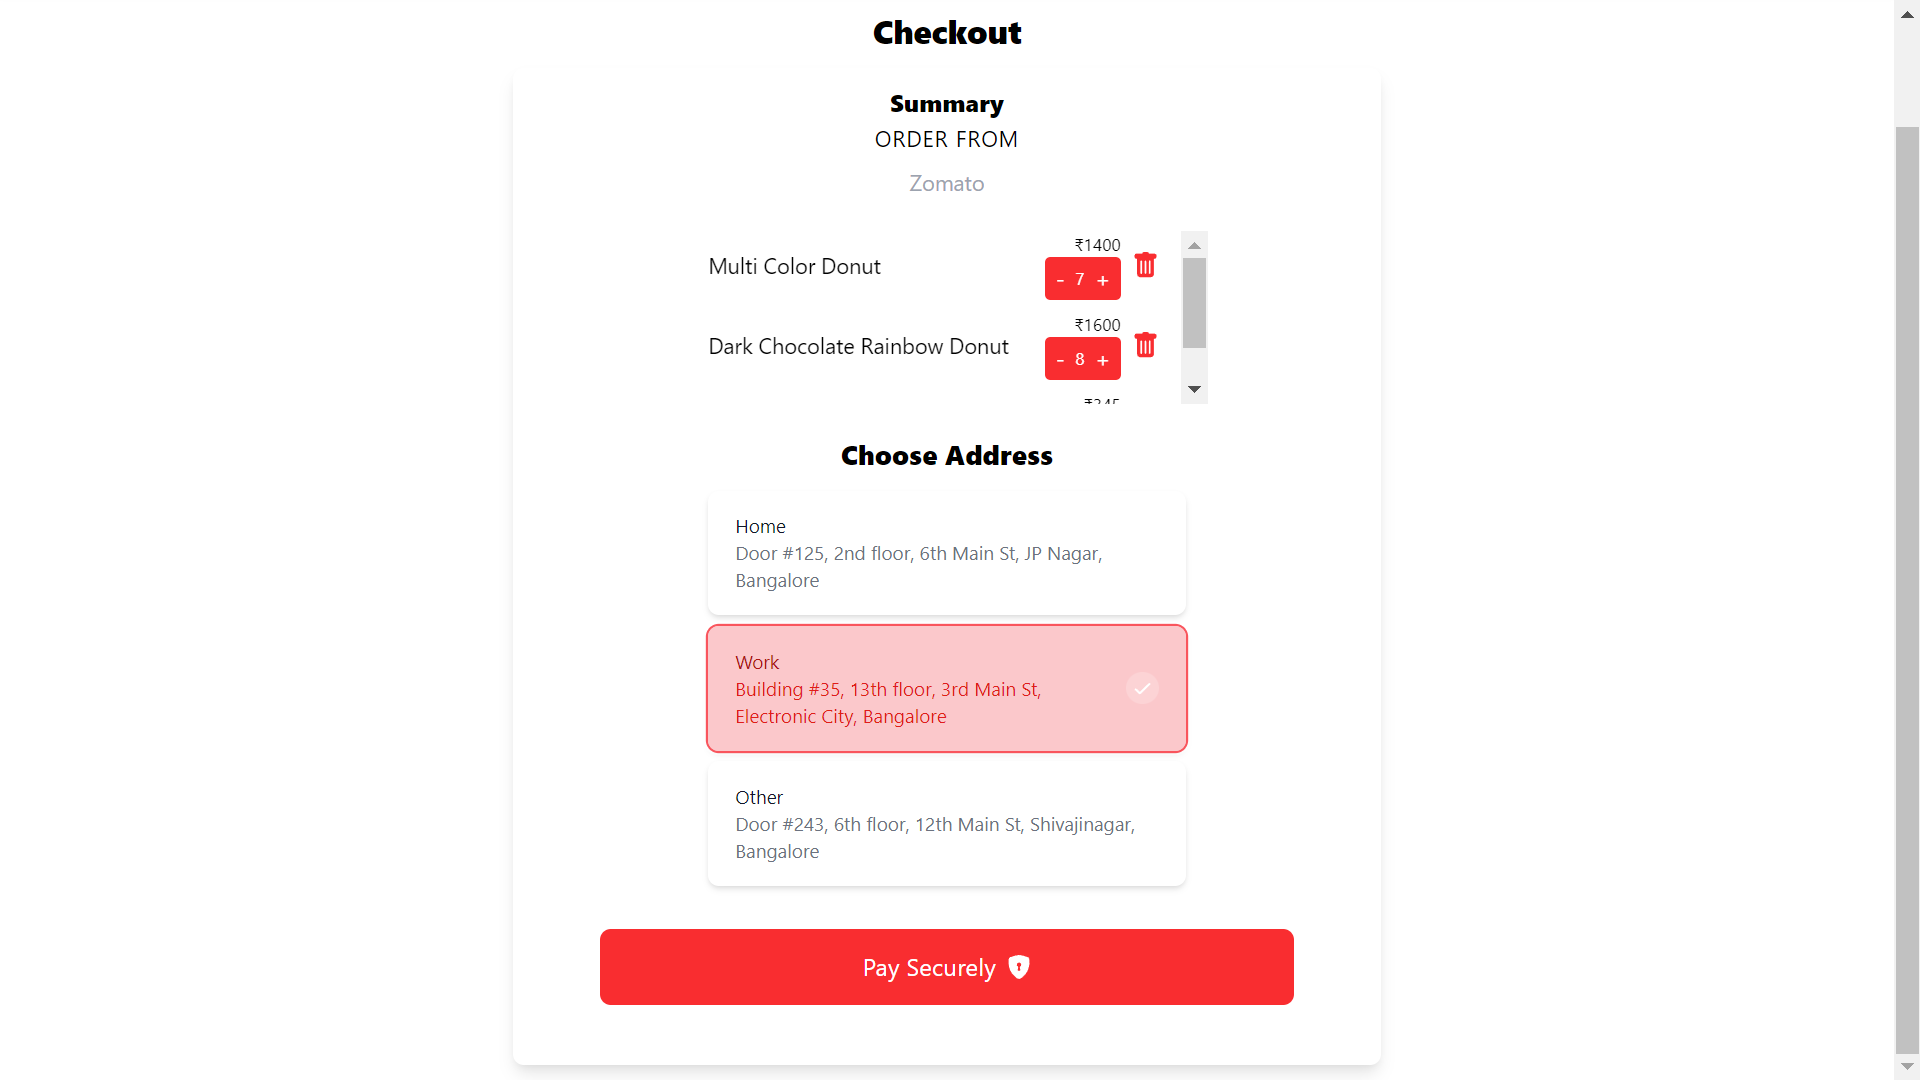 Checkout
Summary
ORDER FROM
Zomato
₹1400
Multi Color Donut
- 7 +
₹1600
Dark Chocolate Rainbow Donut
- 8 +
₹345
Choose Address
Home
Door #125, 2nd floor, 6th Main St, JP Nagar,
Bangalore
Work
Building #35, 13th floor, 3rd Main St,
Electronic City, Bangalore
Other
Door #243, 6th floor, 12th Main St, Shivajinagar,
Bangalore
Pay Securely